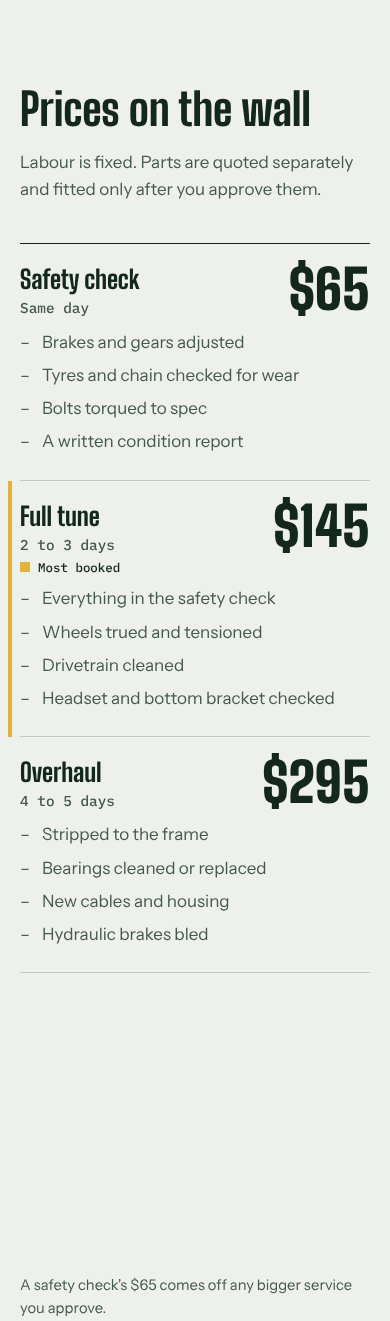 Prices on the wall
Labour is fixed. Parts are quoted separately
and fitted only after you approve them.
Safety check
$65
Same day
– Brakes and gears adjusted
– Tyres and chain checked for wear
– Bolts torqued to spec
– A written condition report
Full tune
$145
2 to 3 days
Most booked
– Everything in the safety check
– Wheels trued and tensioned
– Drivetrain cleaned
– Headset and bottom bracket checked
Overhaul
$295
4 to 5 days
– Stripped to the frame
– Bearings cleaned or replaced
– New cables and housing
– Hydraulic brakes bled
A safety check's $65 comes off any bigger service
you approve.